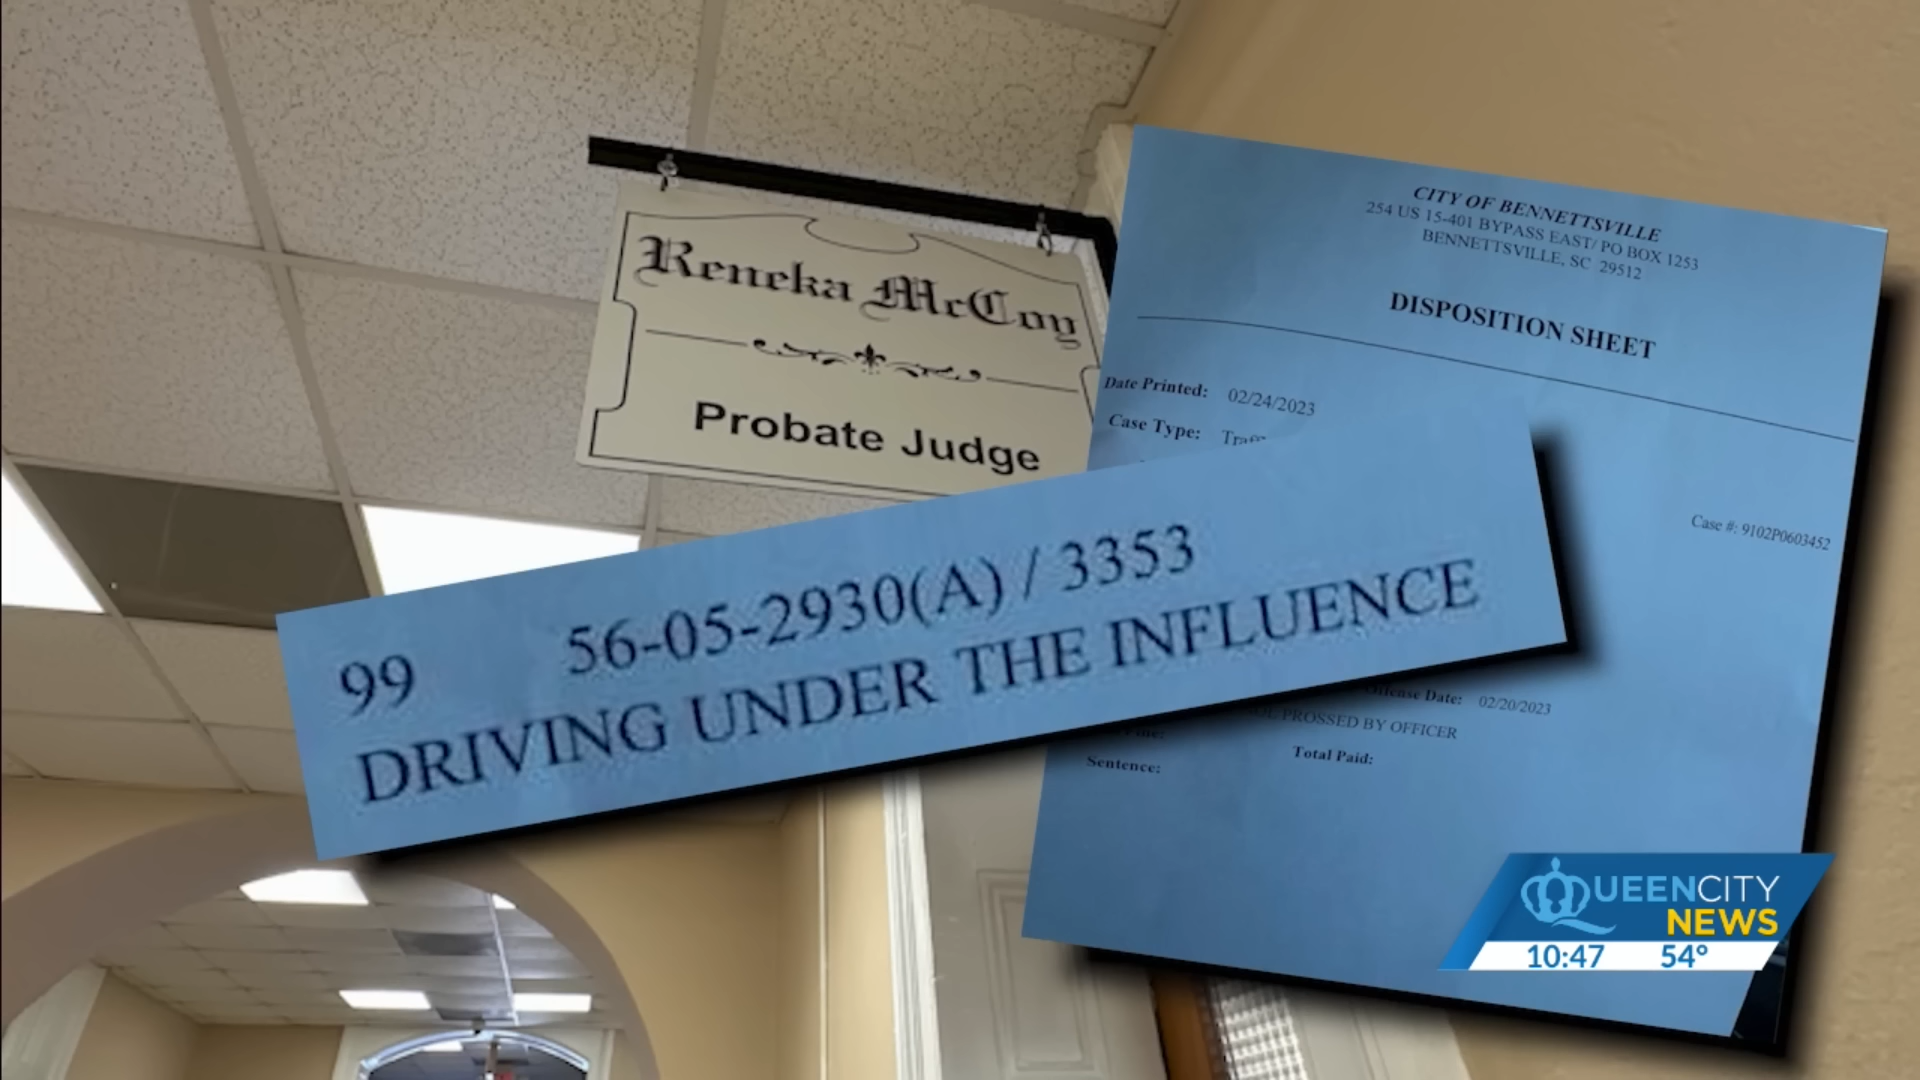 Reneka McCoy
Probate Judge
CITY OF BENNETTSVILLE
254 US 15-401 BYPASS EAST/ PO BOX 1253
BENNETTSVILLE, SC 29512
DISPOSITION SHEET
Date Printed: 02/24/2023
Case Type:
Case #: 9102P0603452
99 56-05-2930(A) / 3353
DRIVING UNDER THE INFLUENCE
Offense Date: 02/20/2023
PROSSED BY OFFICER
Sentence: Total Paid:
QUEENCITY
NEWS
10:47 54°